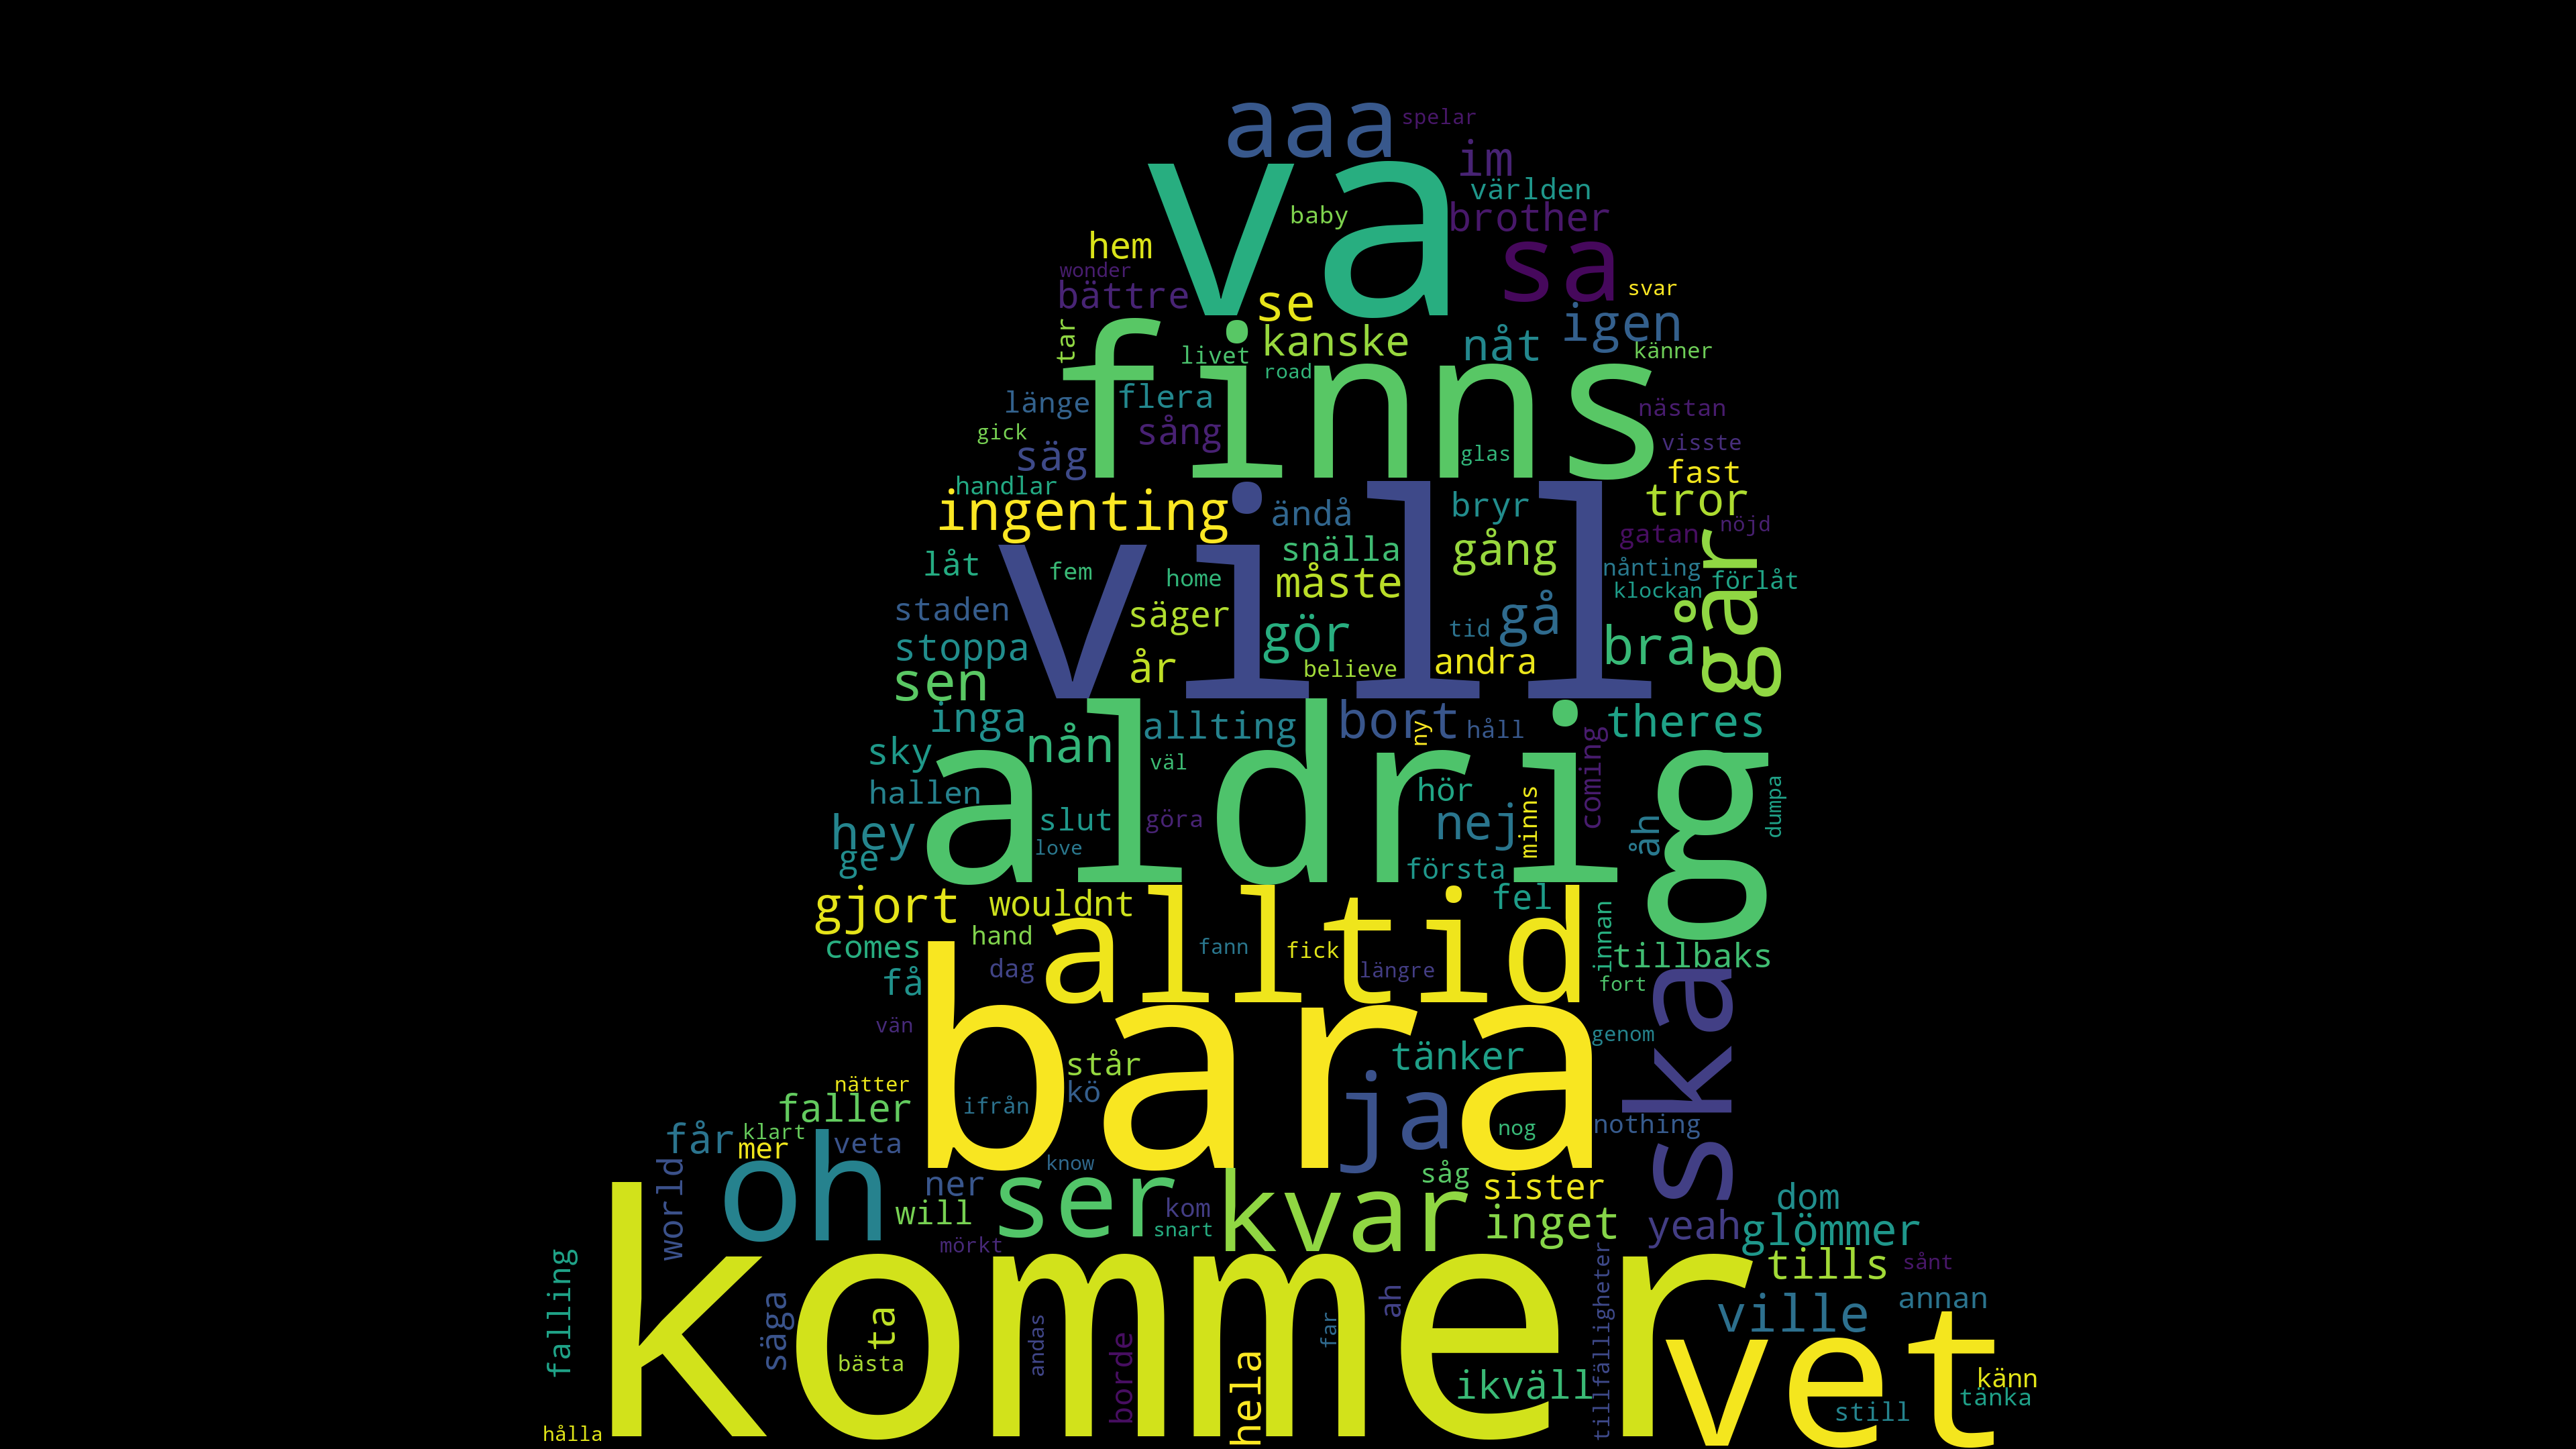 aaa
spelar
im
va
världen
baby
brother
hem
sa
wonder
bättre
se
svar
igen
tar
livet
kanske
nåt
känner
finns
road
länge
flera
nästan
gick
sång
säg
glas
visste
fast
handlar
ingenting
ändå
bryr
tror
gatan
nöjd
vill
låt
fem
home
snälla
måste
gång
nånting
klockan
förlåt
går
staden
säger
stoppa
gör
tid
gå
bra
sen
år
believe
andra
inga
allting
bort
ny
håll
theres
sky
nån
väl
aldrig
coming
hallen
hör
minns
dumpa
hey
slut
göra
nej
åh
ge
love
första
gjort
wouldnt
alltid
fel
comes
hand
fann
fick
innan
tillbaks
få
dag
längre
fort
vän
bara
ska
genom
står
tänker
nätter
kö
faller
ifrån
ja
får
klart
mer
veta
nog
nothing
oh
know
såg
world
ner
ser
kvar
sister
dom
will
kom
snart
inget
yeah
glömmer
mörkt
tills
sånt
kommer
falling
säga
ta
bästa
andas
borde
hela
far
ah
ikväll
tillfälligheter
ville
annan
vet
känn
tänka
still
hålla